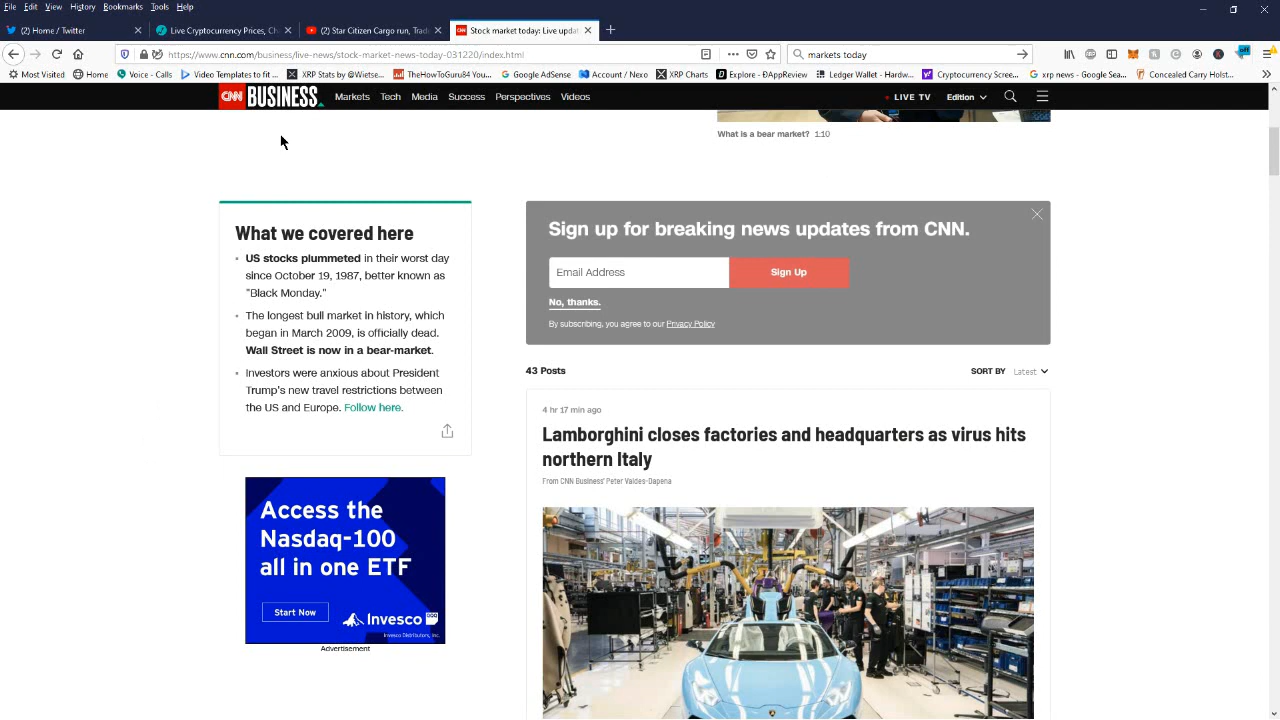 (2) Home / Twitter
Live Cryptocurrency Prices, Ch
(2) Star Citizen Cargo run, Trad
Stock market today: Live updat
https://www.cnn.com/business/live-news/stock-market-news-today-031220/index.html
markets today
Most Visited
Home
Voice - Calls
Video Templates to fit ...
XRP Stats by @Wietse...
TheHowToGuru84 You...
Google AdSense
Account / Nexo
XRP Charts
Explore - ÐAppReview
Ledger Wallet - Hardw...
Cryptocurrency Scree...
xrp news - Google Sea...
Concealed Carry Holst...
off
CNN BUSINESS
Markets
Tech
Media
Success
Perspectives
Videos
LIVE TV
Edition
What is a bear market? 1:10
What we covered here
US stocks plummeted in their worst day
since October 19, 1987, better known as
"Black Monday."
The longest bull market in history, which
began in March 2009, is officially dead.
Wall Street is now in a bear-market.
Investors were anxious about President
Trump's new travel restrictions between
the US and Europe. Follow here.
Access the
Nasdaq-100
all in one ETF
Start Now
Invesco QQQ
Invesco Distributors, Inc.
Advertisement
Sign up for breaking news updates from CNN.
Email Address
Sign Up
No, thanks.
By subscribing, you agree to our Privacy Policy
43 Posts
SORT BY Latest
4 hr 17 min ago
Lamborghini closes factories and headquarters as virus hits
northern Italy
From CNN Business' Peter Valdes-Dapena